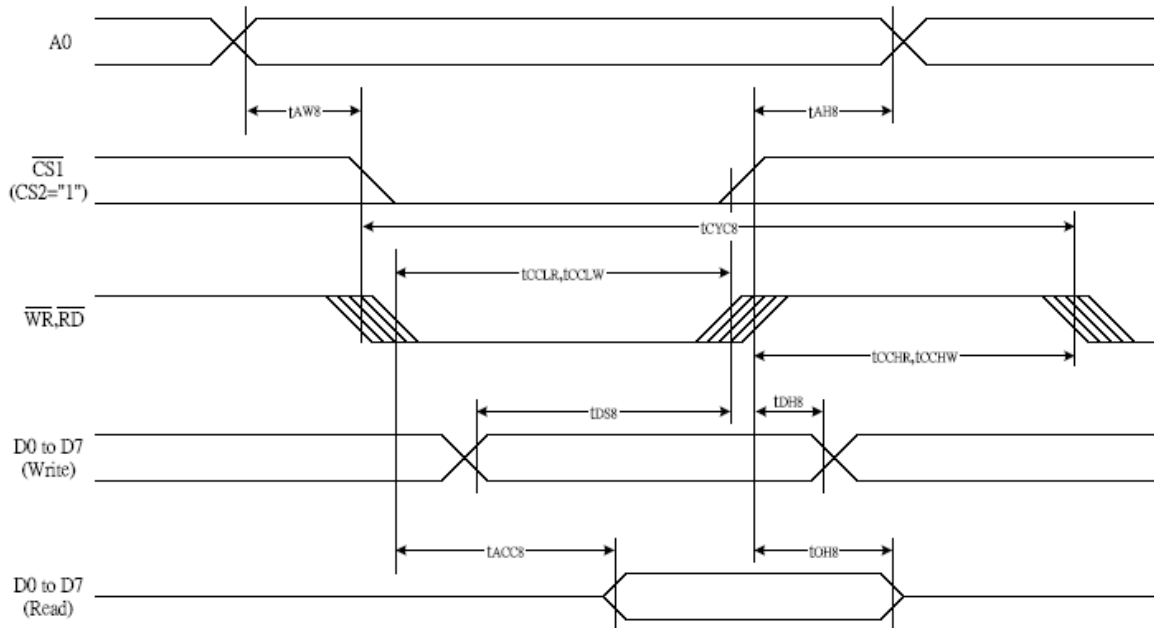 A0
tAW8
tAH8
CS1
(CS2="1")
tCYC8
tCCLR,tCCLW
WR,RD
tCCHR,tCCHW
tDS8
tDH8
D0 to D7
(Write)
tACC8
tOH8
D0 to D7
(Read)